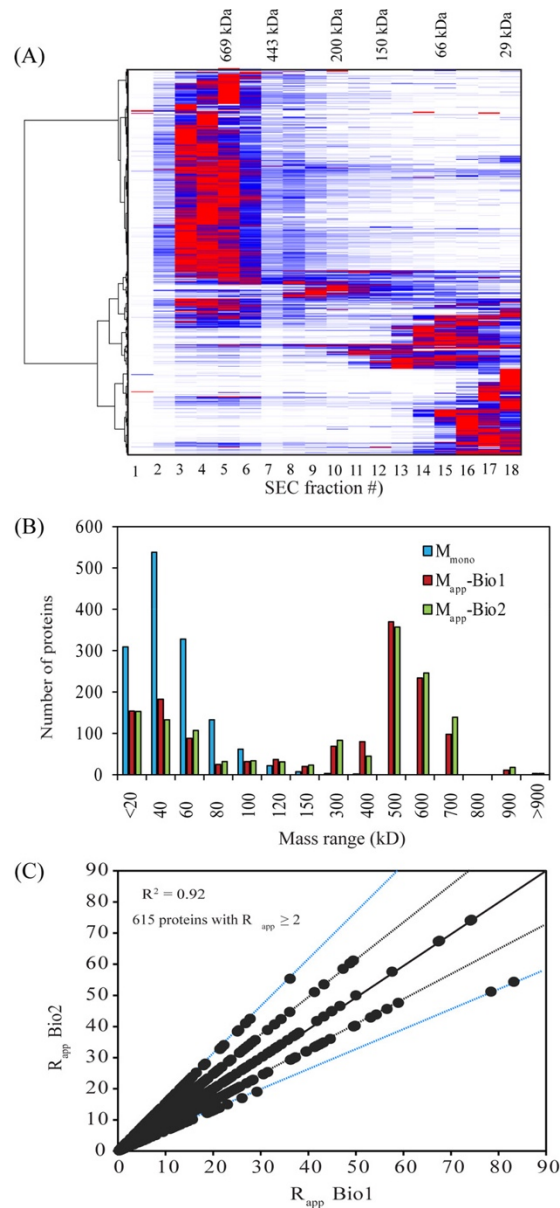 (A)
669 kDa
443 kDa
200 kDa
150 kDa
66 kDa
29 kDa
1 2 3 4 5 6 7 8 9 10 11 12 13 14 15 16 17 18
SEC fraction #)
(B)
600
500
400
300
200
100
0
Number of proteins
Mmono
Mapp-Bio1
Mapp-Bio2
<20 40 60 80 100 120 150 300 400 500 600 700 800 900 >900
Mass range (kD)
(C)
90
80
70
60
50
40
30
20
10
0
R² = 0.92
615 proteins with R app ≥ 2
Rapp Bio2
0 10 20 30 40 50 60 70 80 90
Rapp Bio1